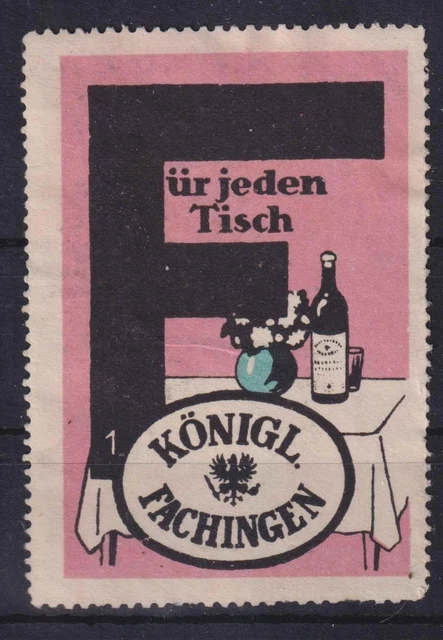 Für jeden
Tisch
1
KÖNIGL.
FACHINGEN